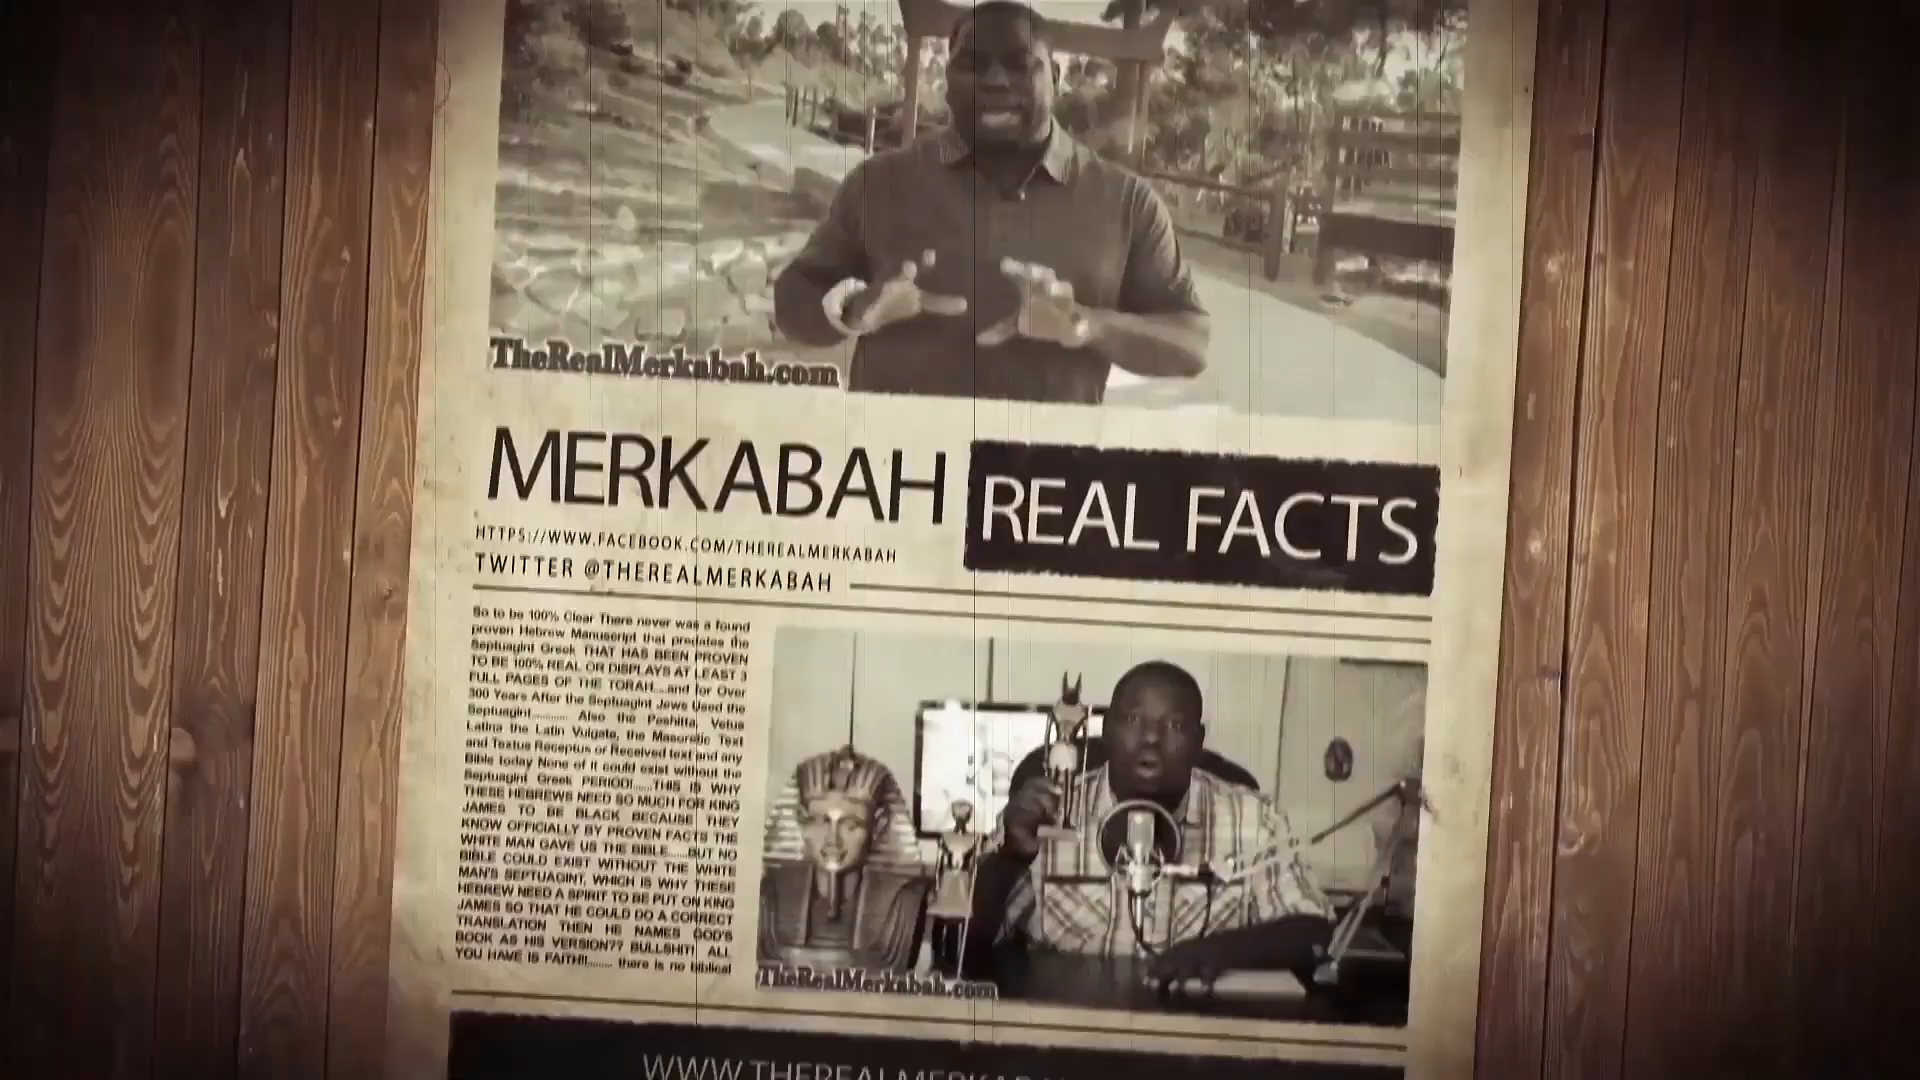 TheRealMerkabah.com
MERKABAH REAL FACTS
HTTPS://WWW.FACEBOOK.COM/THEREALMERKABAH
TWITTER @THEREALMERKABAH
So to be 100% Clear There never was a found
proven Hebrew Manuscript that predates the
Septuagint Greek THAT HAS BEEN PROVEN
TO BE 100% REAL OR DISPLAYS AT LEAST 3
FULL PAGES OF THE TORAH....and for Over
300 Years After the Septuagint Jews Used the
Septuagint............ Also the Peshitta, Vetus
Latina the Latin Vulgate, the Masoretic Text
and Textus Receptus or Received text and any
Bible today None of it could exist without the
Septuagint Greek PERIOD!......THIS IS WHY
THESE HEBREWS NEED SO MUCH FOR KING
JAMES TO BE BLACK BECAUSE THEY
KNOW OFFICIALLY BY PROVEN FACTS THE
WHITE MAN GAVE US THE BIBLE.....BUT NO
BIBLE COULD EXIST WITHOUT THE WHITE
MAN'S SEPTUAGINT, WHICH IS WHY THESE
HEBREW NEED A SPIRIT TO BE PUT ON KING
JAMES SO THAT HE COULD DO A CORRECT
TRANSLATION THEN HE NAMES GOD'S
BOOK AS HIS VERSION?? BULLSHIT! ALL
YOU HAVE IS FAITH!!........ there is no biblical
TheRealMerkabah.com